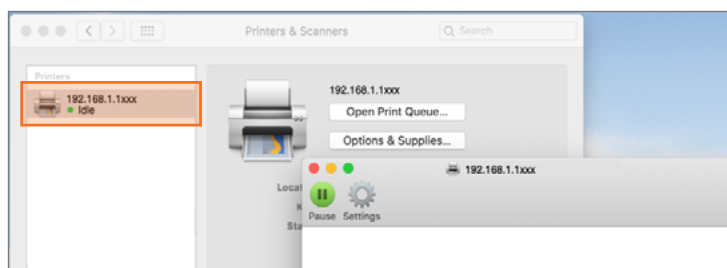 Printers & Scanners
Search
Printers
192.168.1.1xxx
Idle
192.168.1.1xxx
Open Print Queue...
Options & Supplies...
192.168.1.1xxx
Pause Settings